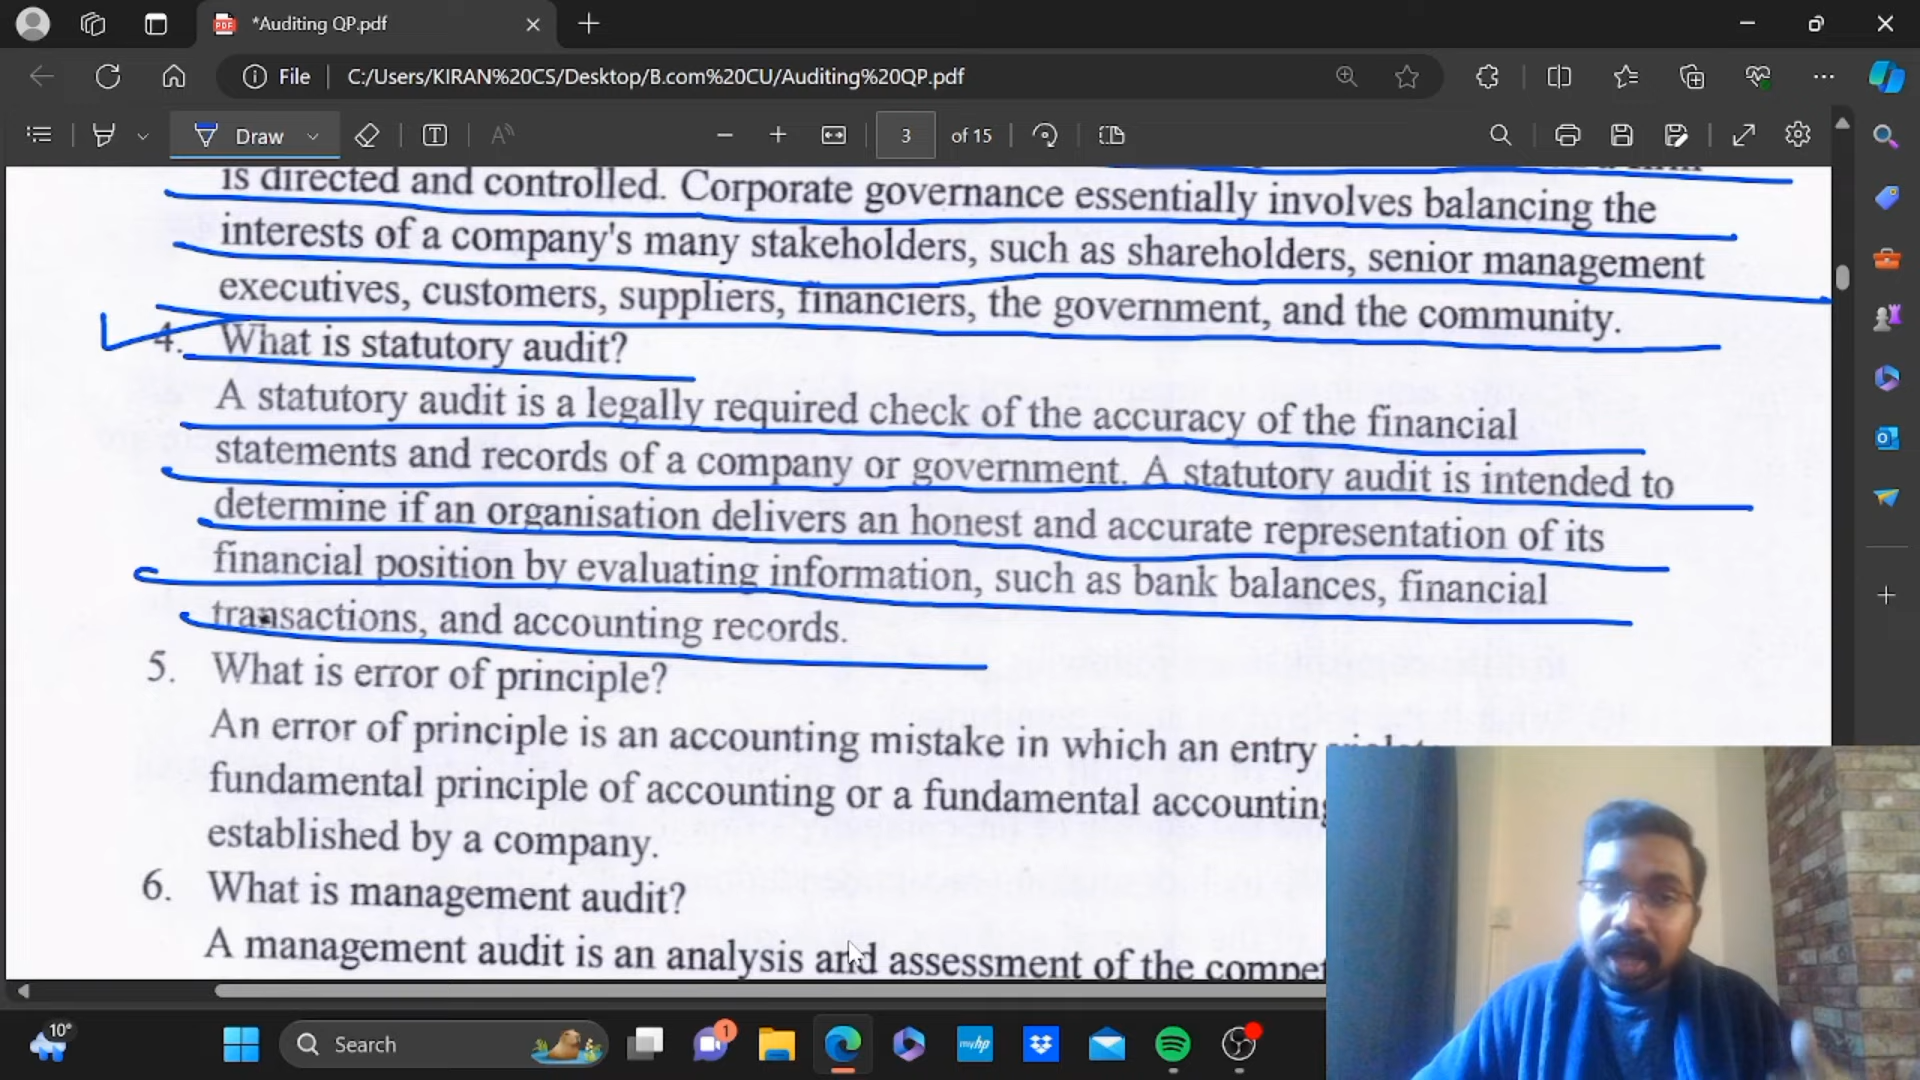 *Auditing QP.pdf
File
C:/Users/KIRAN%20CS/Desktop/B.com%20CU/Auditing%20QP.pdf
Draw
3 of 15
is directed and controlled. Corporate governance essentially involves balancing the
interests of a company's many stakeholders, such as shareholders, senior management
executives, customers, suppliers, financiers, the government, and the community.
4. What is statutory audit?
A statutory audit is a legally required check of the accuracy of the financial
statements and records of a company or government. A statutory audit is intended to
determine if an organisation delivers an honest and accurate representation of its
financial position by evaluating information, such as bank balances, financial
transactions, and accounting records.
5. What is error of principle?
An error of principle is an accounting mistake in which an entry
fundamental principle of accounting or a fundamental accounting
established by a company.
6. What is management audit?
A management audit is an analysis and assessment of the
10°
Search
1
myhp